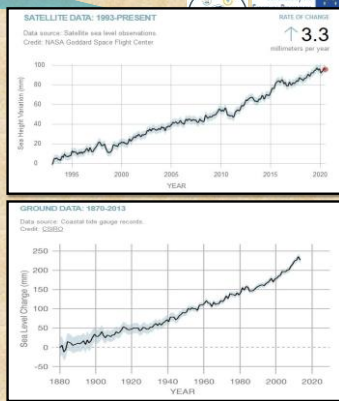 SATELLITE DATA: 1993-PRESENT
Data source: Satellite sea level observations.
Credit: NASA Goddard Space Flight Center
RATE OF CHANGE
↑ 3.3
millimeters per year
Sea Height Variation (mm)
100
80
60
40
20
0
1995 2000 2005 2010 2015 2020
YEAR
GROUND DATA: 1870-2013
Data source: Coastal tide gauge records.
Credit: CSIRO
Sea Level Change (mm)
250
200
150
100
50
0
-50
1880 1900 1920 1940 1960 1980 2000 2020
YEAR